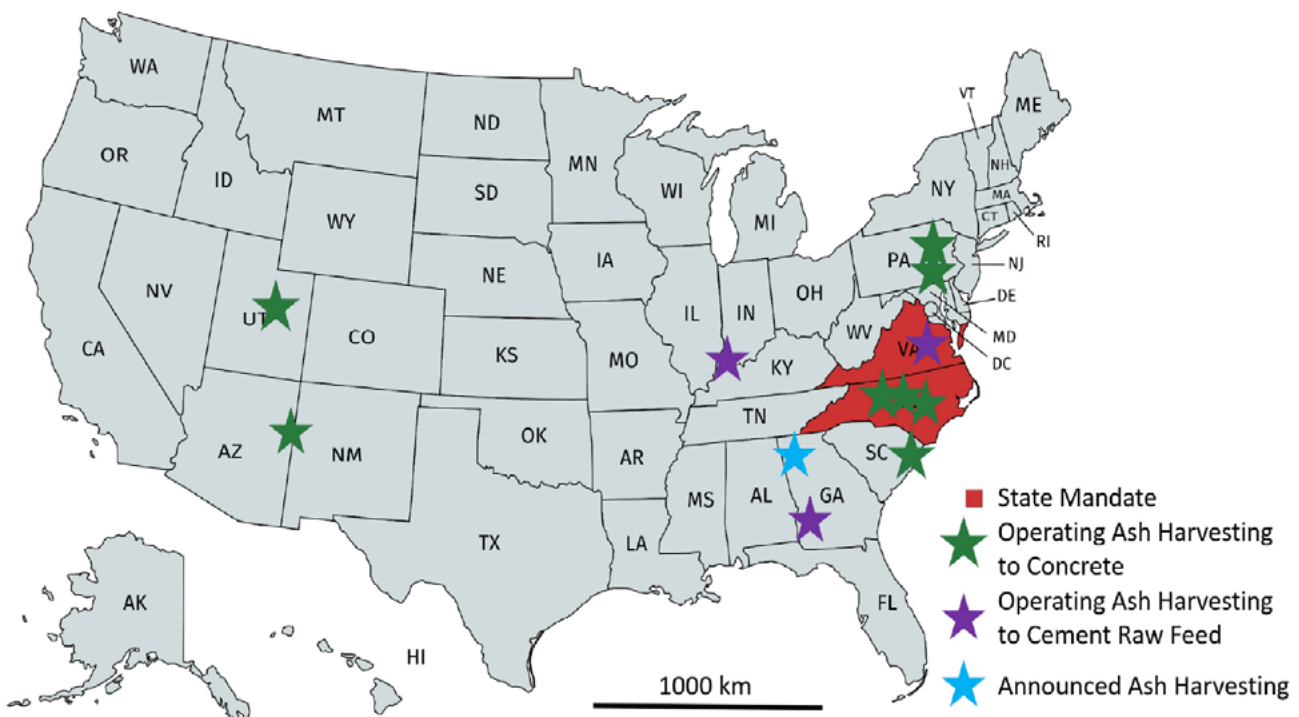 WA
MT
ND
MN
VT
ME
OR
ID
SD
WI
MI
NY
NH
MA
CT
RI
WY
IA
NE
PA
NJ
NV
UT
CO
IL
IN
OH
DE
WV
VA
MD
DC
CA
KS
MO
KY
TN
AZ
NM
OK
AR
SC
MS
AL
GA
TX
LA
FL
AK
HI
State Mandate
Operating Ash Harvesting
to Concrete
Operating Ash Harvesting
to Cement Raw Feed
Announced Ash Harvesting
1000 km